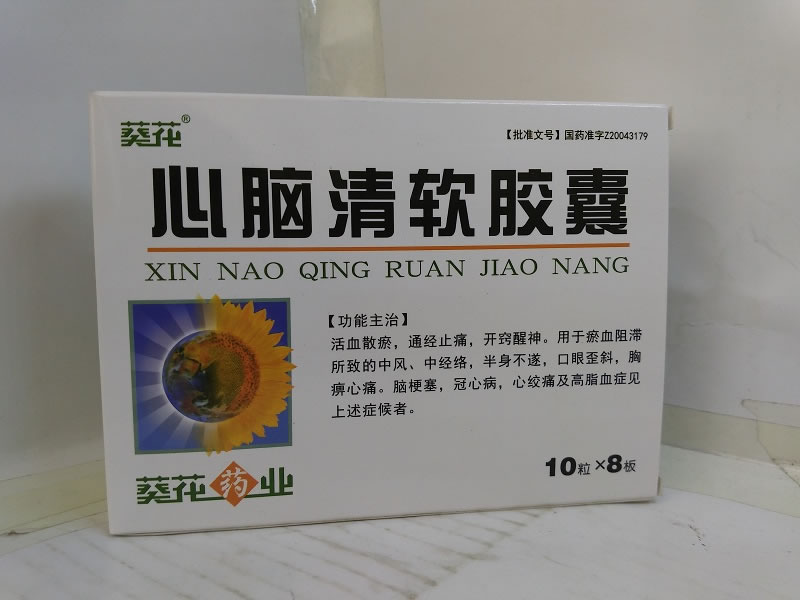 葵花®
【批准文号】国药准字Z20043179
心脑清软胶囊
XIN NAO QING RUAN JIAO NANG
【功能主治】
活血散瘀，通经止痛，开窍醒神。用于瘀血阻滞
所致的中风、中经络，半身不遂，口眼歪斜，胸
痹心痛。脑梗塞，冠心病，心绞痛及高脂血症见
上述症候者。
葵花药业
10粒×8板